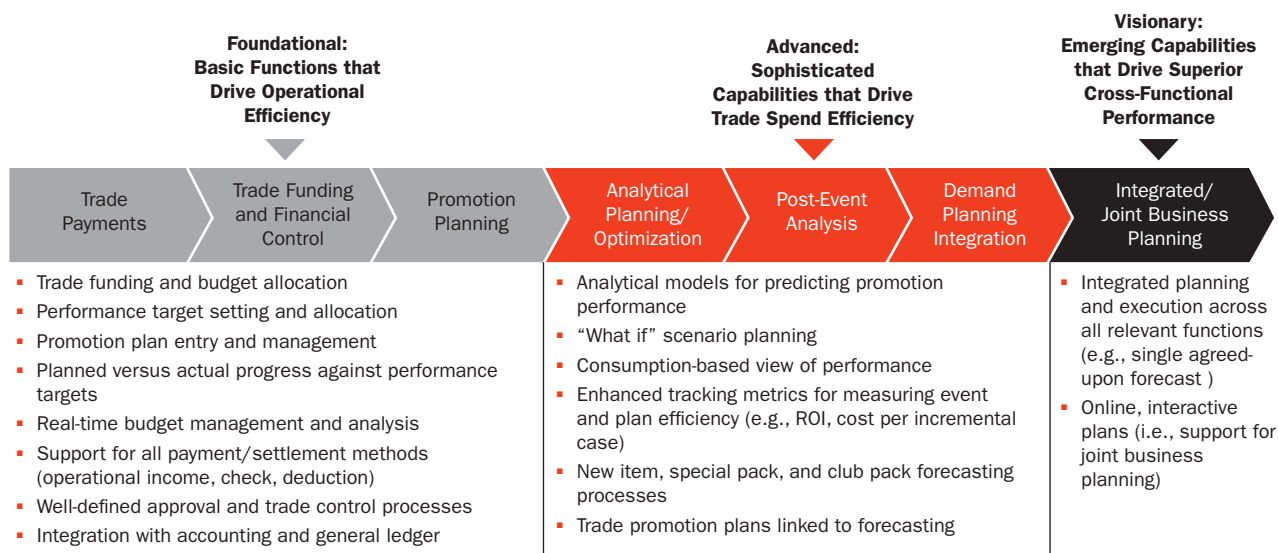 Foundational:
Basic Functions that
Drive Operational
Efficiency
Advanced:
Sophisticated
Capabilities that Drive
Trade Spend Efficiency
Visionary:
Emerging Capabilities
that Drive Superior
Cross-Functional
Performance
Trade
Payments
Trade Funding
and Financial
Control
Promotion
Planning
Analytical
Planning/
Optimization
Post-Event
Analysis
Demand
Planning
Integration
Integrated/
Joint Business
Planning
▪ Trade funding and budget allocation
▪ Performance target setting and allocation
▪ Promotion plan entry and management
▪ Planned versus actual progress against performance
targets
▪ Real-time budget management and analysis
▪ Support for all payment/settlement methods
(operational income, check, deduction)
▪ Well-defined approval and trade control processes
▪ Integration with accounting and general ledger
▪ Analytical models for predicting promotion
performance
▪ “What if” scenario planning
▪ Consumption-based view of performance
▪ Enhanced tracking metrics for measuring event
and plan efficiency (e.g., ROI, cost per incremental
case)
▪ New item, special pack, and club pack forecasting
processes
▪ Trade promotion plans linked to forecasting
▪ Integrated planning
and execution across
all relevant functions
(e.g., single agreed-
upon forecast )
▪ Online, interactive
plans (i.e., support for
joint business
planning)